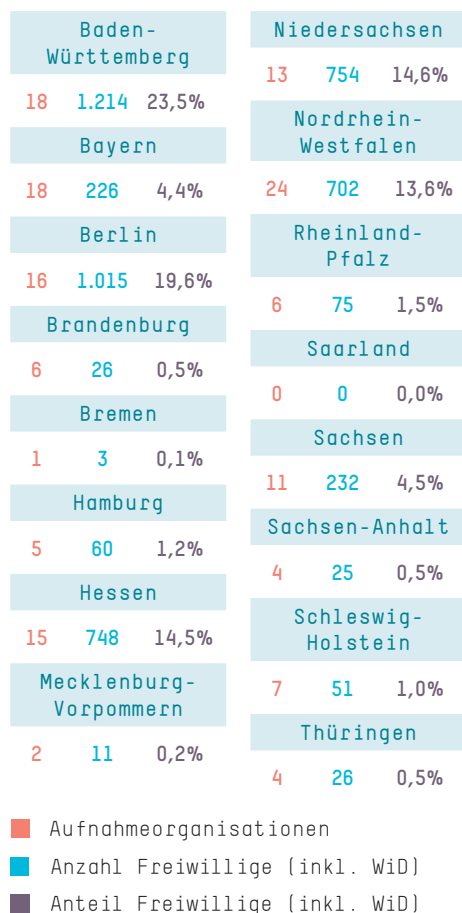 Baden-
Württemberg
18 1.214 23,5%
Bayern
18 226 4,4%
Berlin
16 1.015 19,6%
Brandenburg
6 26 0,5%
Bremen
1 3 0,1%
Hamburg
5 60 1,2%
Hessen
15 748 14,5%
Mecklenburg-
Vorpommern
2 11 0,2%
Niedersachsen
13 754 14,6%
Nordrhein-
Westfalen
24 702 13,6%
Rheinland-
Pfalz
6 75 1,5%
Saarland
0 0 0,0%
Sachsen
11 232 4,5%
Sachsen-Anhalt
4 25 0,5%
Schleswig-
Holstein
7 51 1,0%
Thüringen
4 26 0,5%
Aufnahmeorganisationen
Anzahl Freiwillige (inkl. WiD)
Anteil Freiwillige (inkl. WiD)